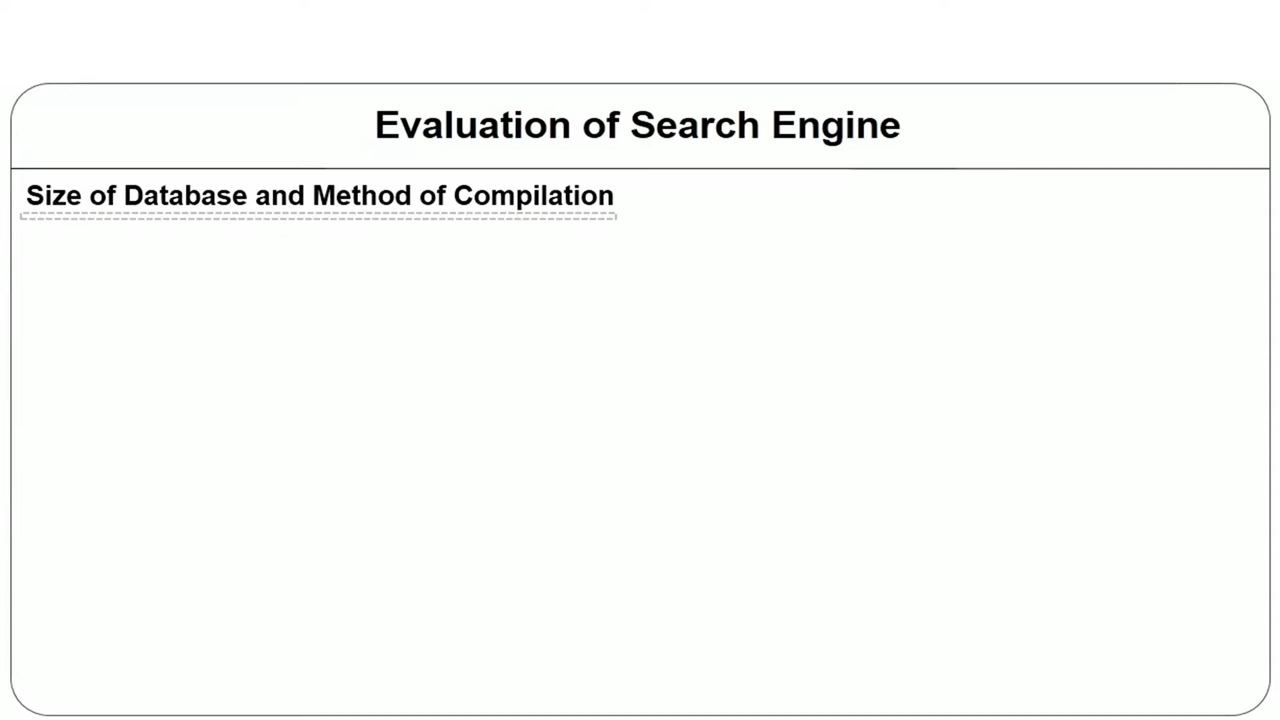 Evaluation of Search Engine
Size of Database and Method of Compilation